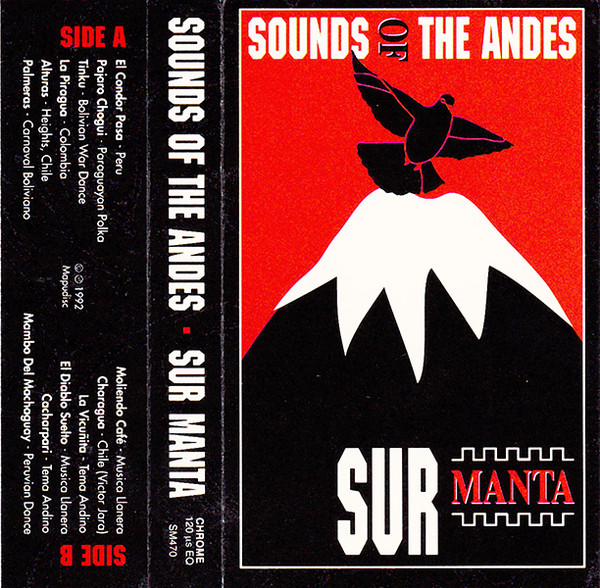 SIDE A
El Condor Pasa · Peru
Pajaro Chogui · Paraguayan Polka
Tinku · Bolivian War Dance
La Piragua · Colombia
Alturas · Heights, Chile
Palmeras · Carnaval Boliviano
℗ © 1992
Mapudisc
Moliendo Café · Musica Llanera
Charagua · Chile (Victor Jara)
La Vicuñita · Tema Andino
El Diablo Suelto · Musica Llanera
Cacharpari · Tema Andino
Mambo Del Machaguay · Peruvian Dance
SIDE B
SOUNDS OF THE ANDES · SUR MANTA
CHROME
120 µs EQ
SM470
SOUNDS OF THE ANDES
SUR MANTA